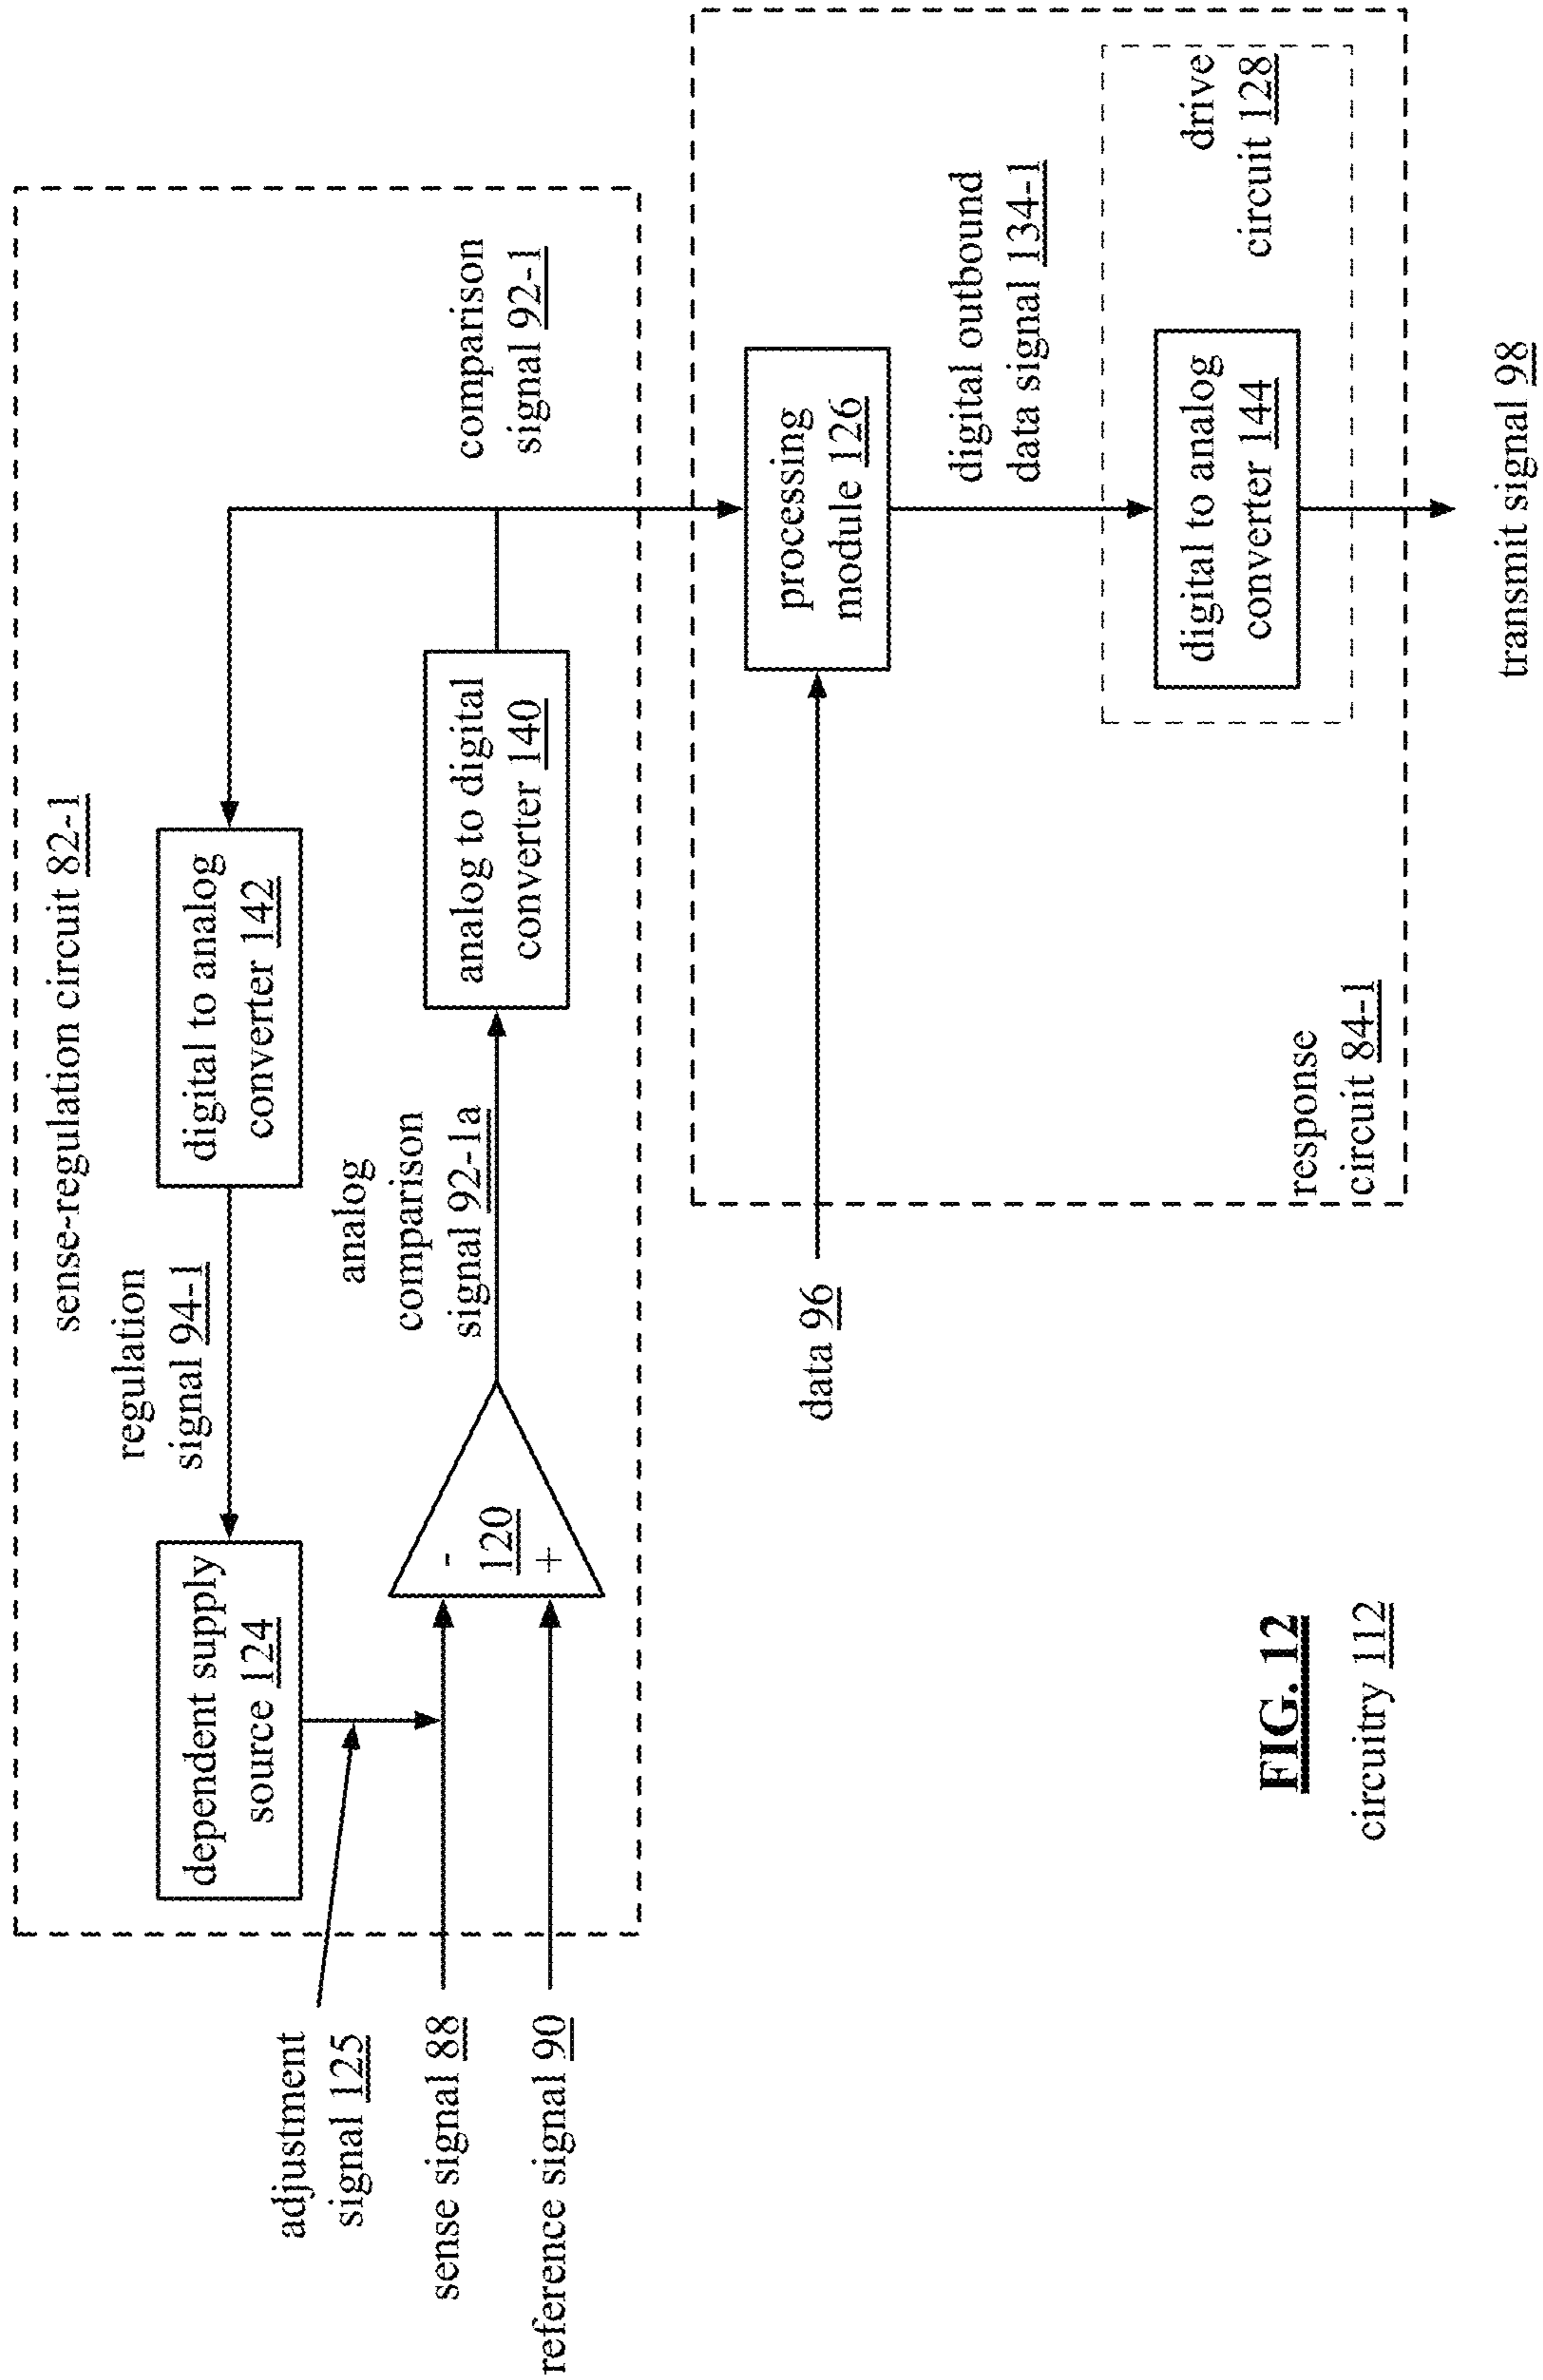 sense-regulation circuit 82-1
adjustment
signal 125
dependent supply
source 124
regulation
signal 94-1
digital to analog
converter 142
sense signal 88
reference signal 90
-
120
+
analog
comparison
signal 92-1a
analog to digital
converter 140
comparison
signal 92-1
data 96
processing
module 126
digital outbound
data signal 134-1
digital to analog
converter 144
drive
circuit 128
response
circuit 84-1
transmit signal 98
FIG. 12
circuitry 112